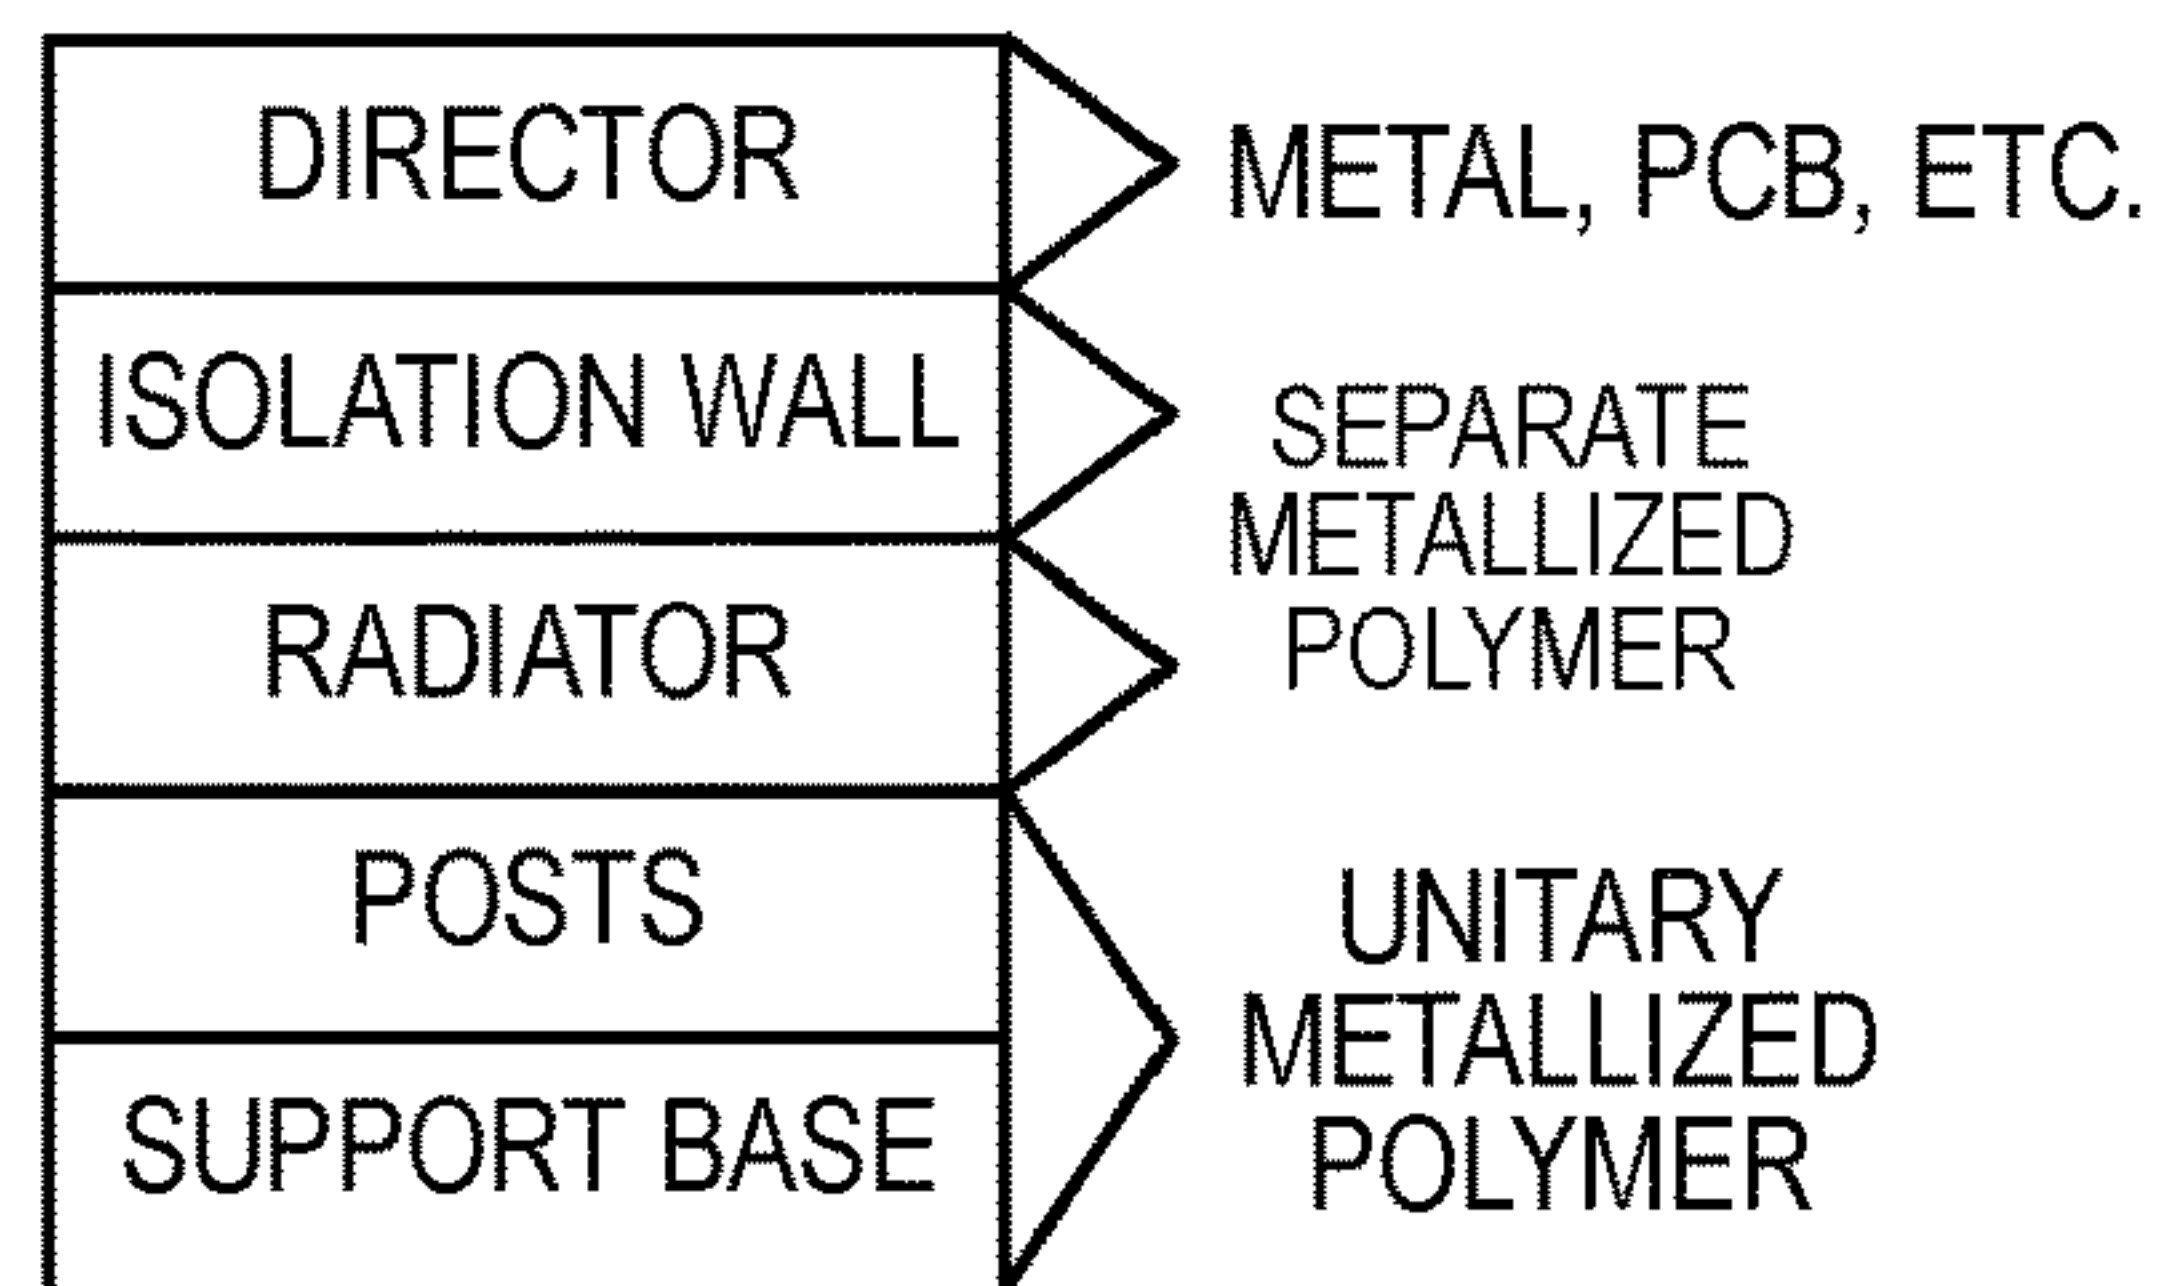 DIRECTOR
METAL, PCB, ETC.
ISOLATION WALL
SEPARATE
METALLIZED
POLYMER
RADIATOR
POSTS
UNITARY
METALLIZED
POLYMER
SUPPORT BASE